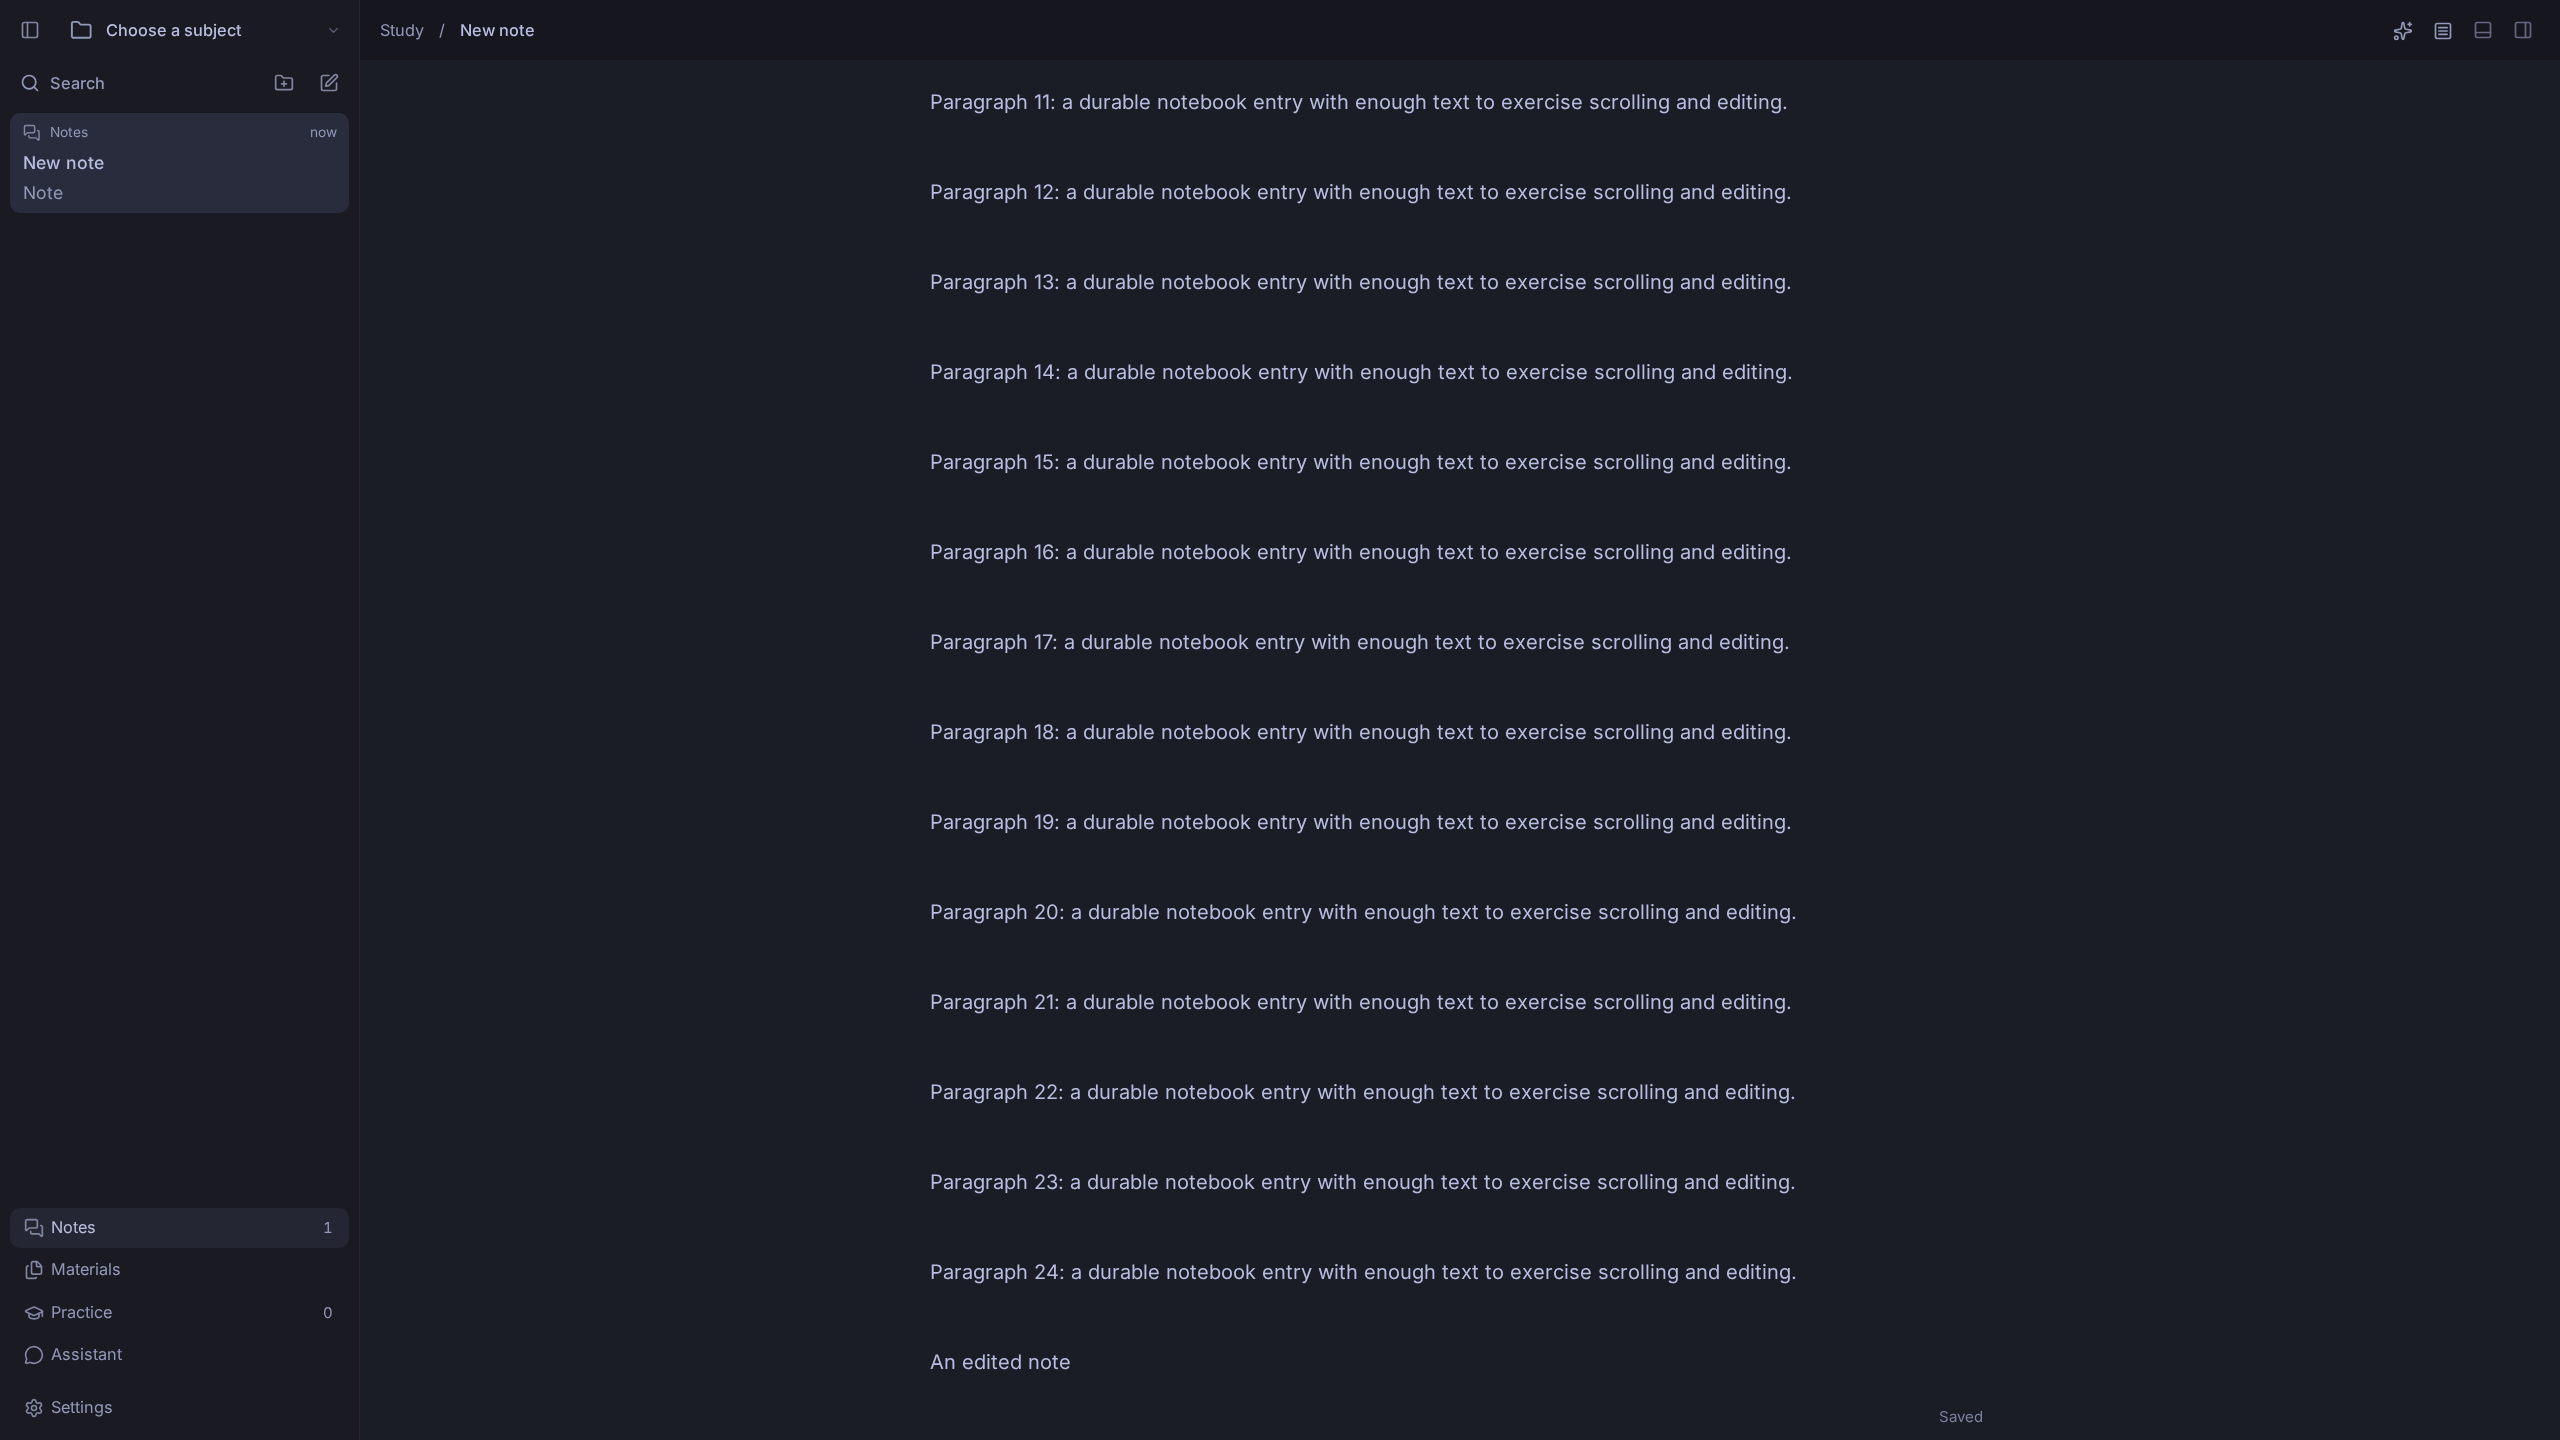 Choose a subject
Search
Notes now
New note
Note
Notes 1
Materials
Practice 0
Assistant
Settings
Study / New note
Paragraph 11: a durable notebook entry with enough text to exercise scrolling and editing.
Paragraph 12: a durable notebook entry with enough text to exercise scrolling and editing.
Paragraph 13: a durable notebook entry with enough text to exercise scrolling and editing.
Paragraph 14: a durable notebook entry with enough text to exercise scrolling and editing.
Paragraph 15: a durable notebook entry with enough text to exercise scrolling and editing.
Paragraph 16: a durable notebook entry with enough text to exercise scrolling and editing.
Paragraph 17: a durable notebook entry with enough text to exercise scrolling and editing.
Paragraph 18: a durable notebook entry with enough text to exercise scrolling and editing.
Paragraph 19: a durable notebook entry with enough text to exercise scrolling and editing.
Paragraph 20: a durable notebook entry with enough text to exercise scrolling and editing.
Paragraph 21: a durable notebook entry with enough text to exercise scrolling and editing.
Paragraph 22: a durable notebook entry with enough text to exercise scrolling and editing.
Paragraph 23: a durable notebook entry with enough text to exercise scrolling and editing.
Paragraph 24: a durable notebook entry with enough text to exercise scrolling and editing.
An edited note
Saved